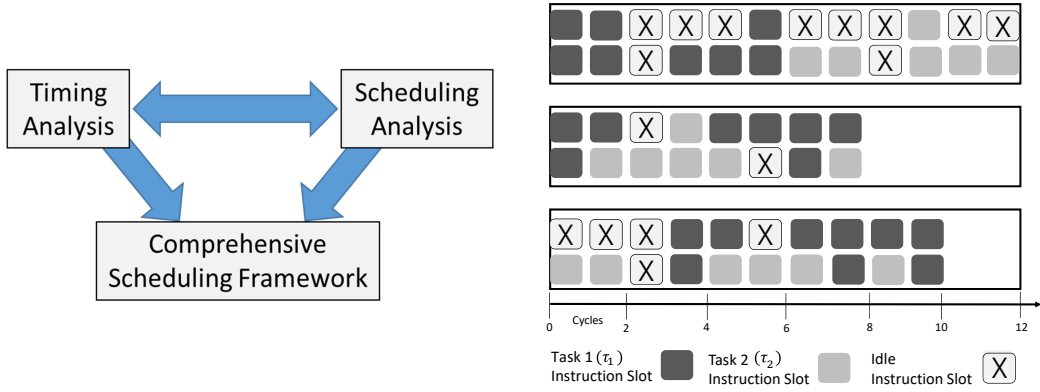 Timing
Analysis
Scheduling
Analysis
Comprehensive
Scheduling Framework
X X X X X X X X
X X
X
X
X X X X
X
Cycles
0 2 4 6 8 10 12
Task 1 (τ₁)
Instruction Slot
Task 2 (τ₂)
Instruction Slot
Idle
Instruction Slot
X